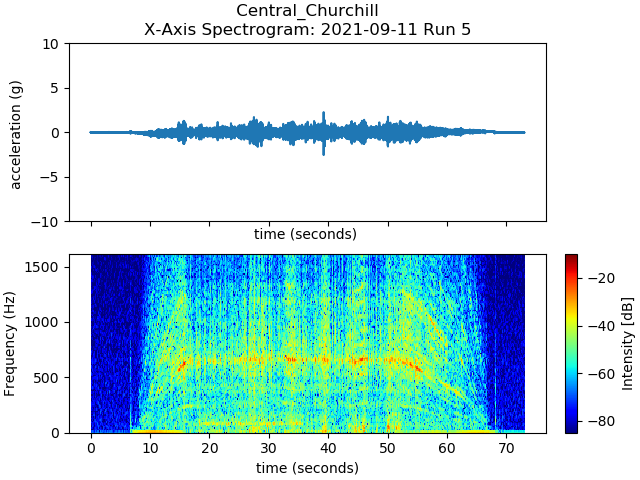 Central_Churchill
X-Axis Spectrogram: 2021-09-11 Run 5
10
5
0
−5
−10
acceleration (g)
time (seconds)
1500
1000
500
0
Frequency (Hz)
0 10 20 30 40 50 60 70
time (seconds)
−20
−40
−60
−80
Intensity [dB]